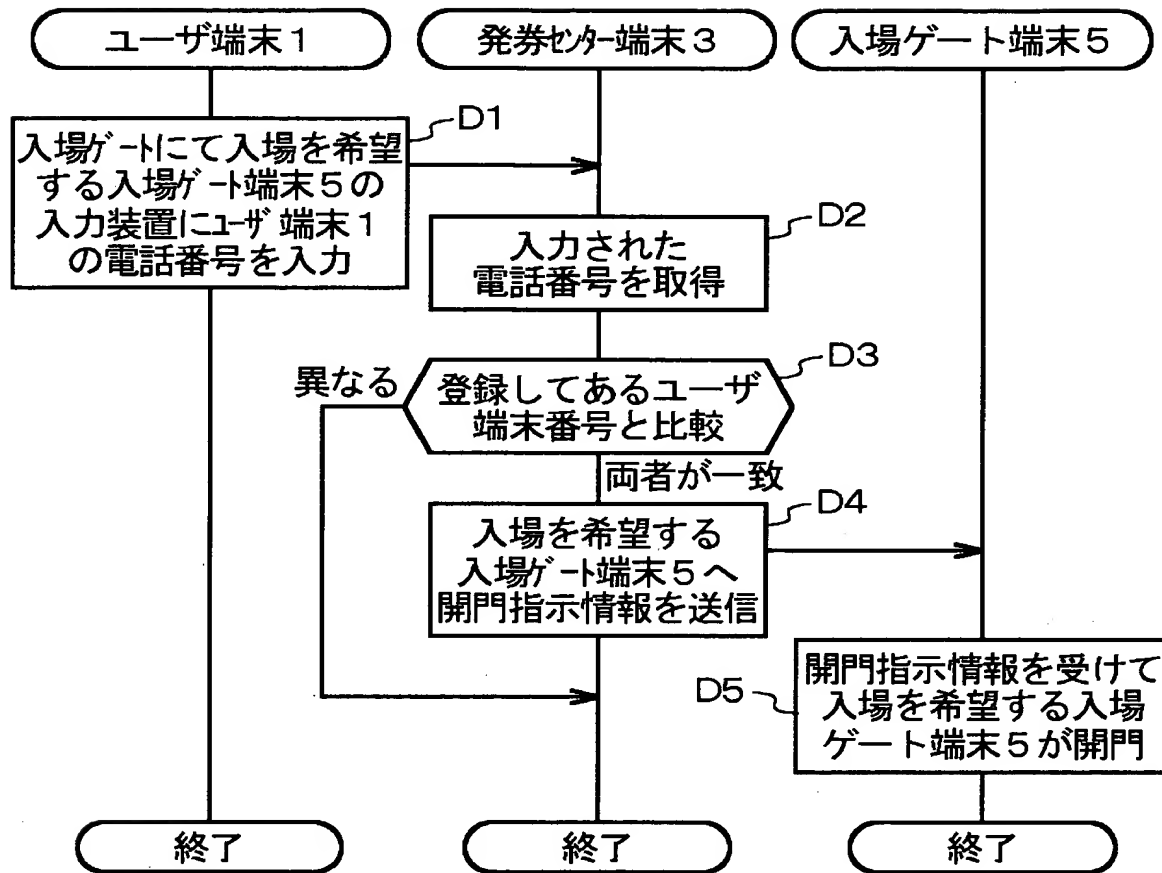 ユーザ端末1
発券センター端末3
入場ゲート端末5
D1
入場ゲートにて入場を希望
する入場ゲート端末5の
入力装置にユーザ端末1
の電話番号を入力
D2
入力された
電話番号を取得
D3
異なる
登録してあるユーザ
端末番号と比較
両者が一致
D4
入場を希望する
入場ゲート端末5へ
開門指示情報を送信
D5
開門指示情報を受けて
入場を希望する入場
ゲート端末5が開門
終了
終了
終了